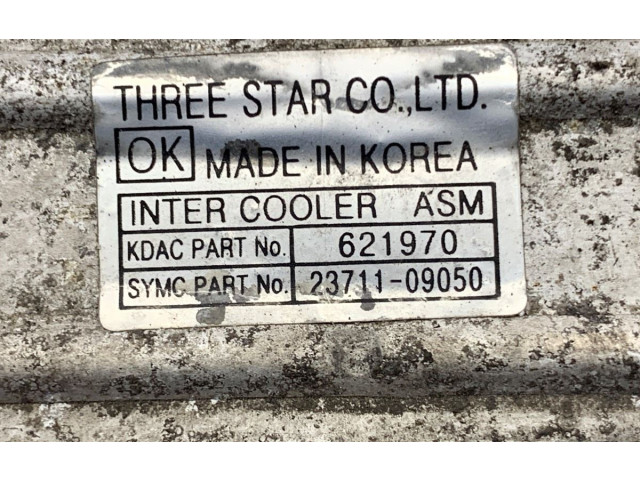 THREE STAR CO.,LTD.
OK MADE IN KOREA
INTER COOLER ASM
KDAC PART No. 621970
SYMC PART No. 23711-09050